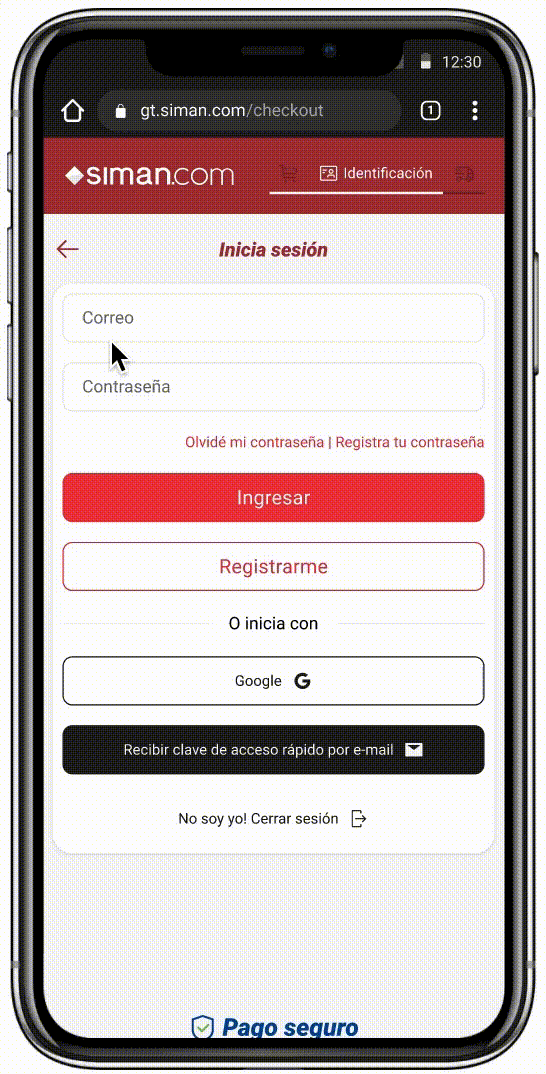 12:30
gt.siman.com/checkout
1
siman.com
Identificación
Inicia sesión
Correo
Contraseña
Olvidé mi contraseña | Registra tu contraseña
Ingresar
Registrarme
O inicia con
Google G
Recibir clave de acceso rápido por e-mail
No soy yo! Cerrar sesión
Pago seguro